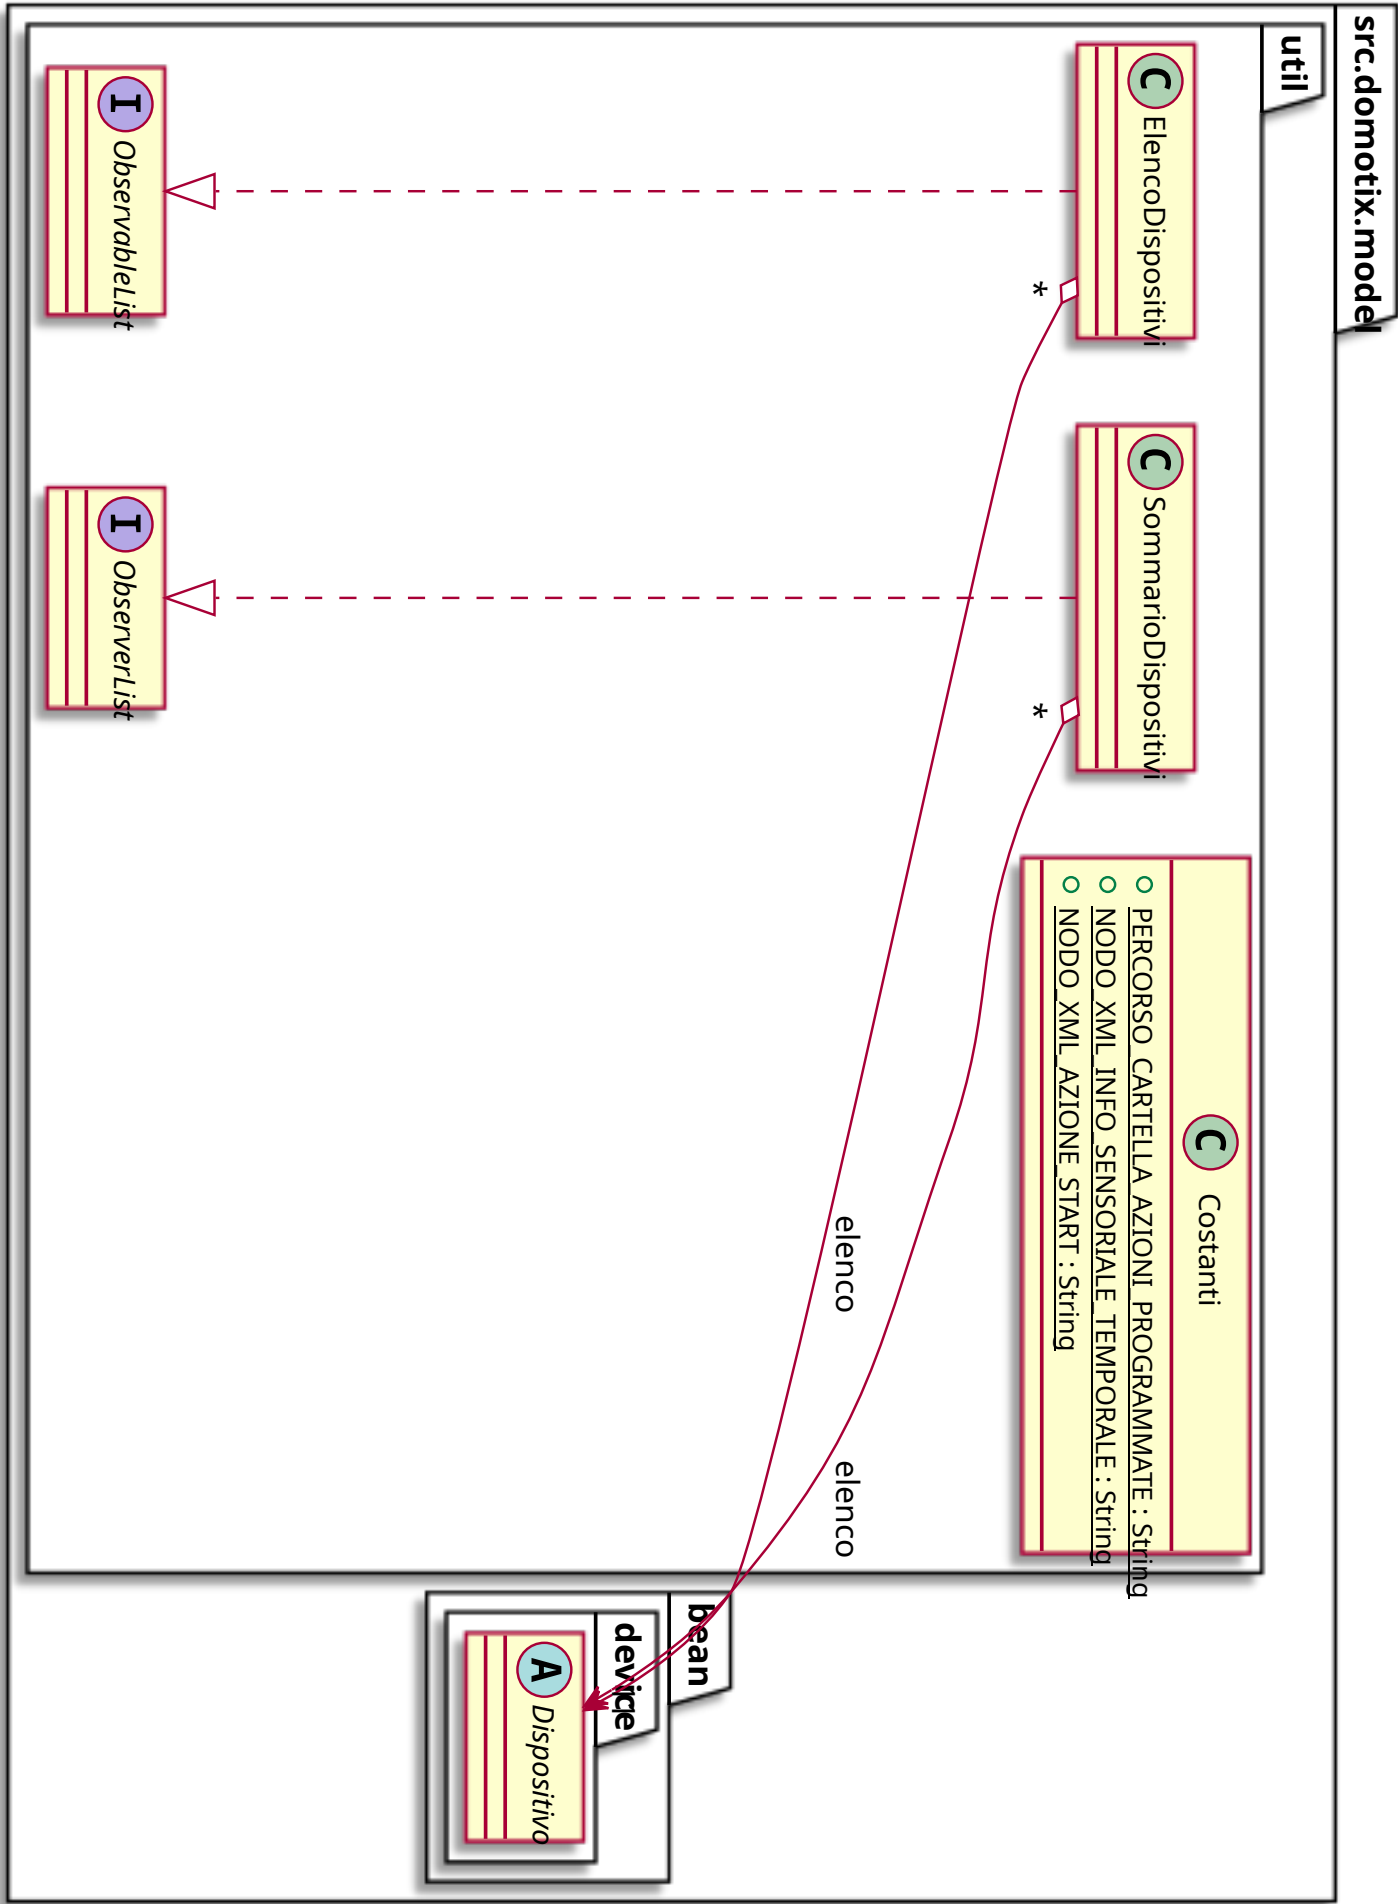 src.domotix.model
util
C ElencoDispositivi
C SommarioDispositivi
C Costanti
PERCORSO_CARTELLA_AZIONI_PROGRAMMATE : String
NODO_XML_INFO_SENSORIALE_TEMPORALE : String
NODO_XML_AZIONE_START : String
*
*
elenco
elenco
I ObservableList
I ObserverList
bean
device
A Dispositivo